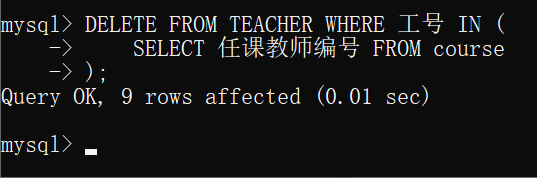 mysql> DELETE FROM TEACHER WHERE 工号 IN (
    ->     SELECT 任课教师编号 FROM course
    -> );
Query OK, 9 rows affected (0.01 sec)
mysql>